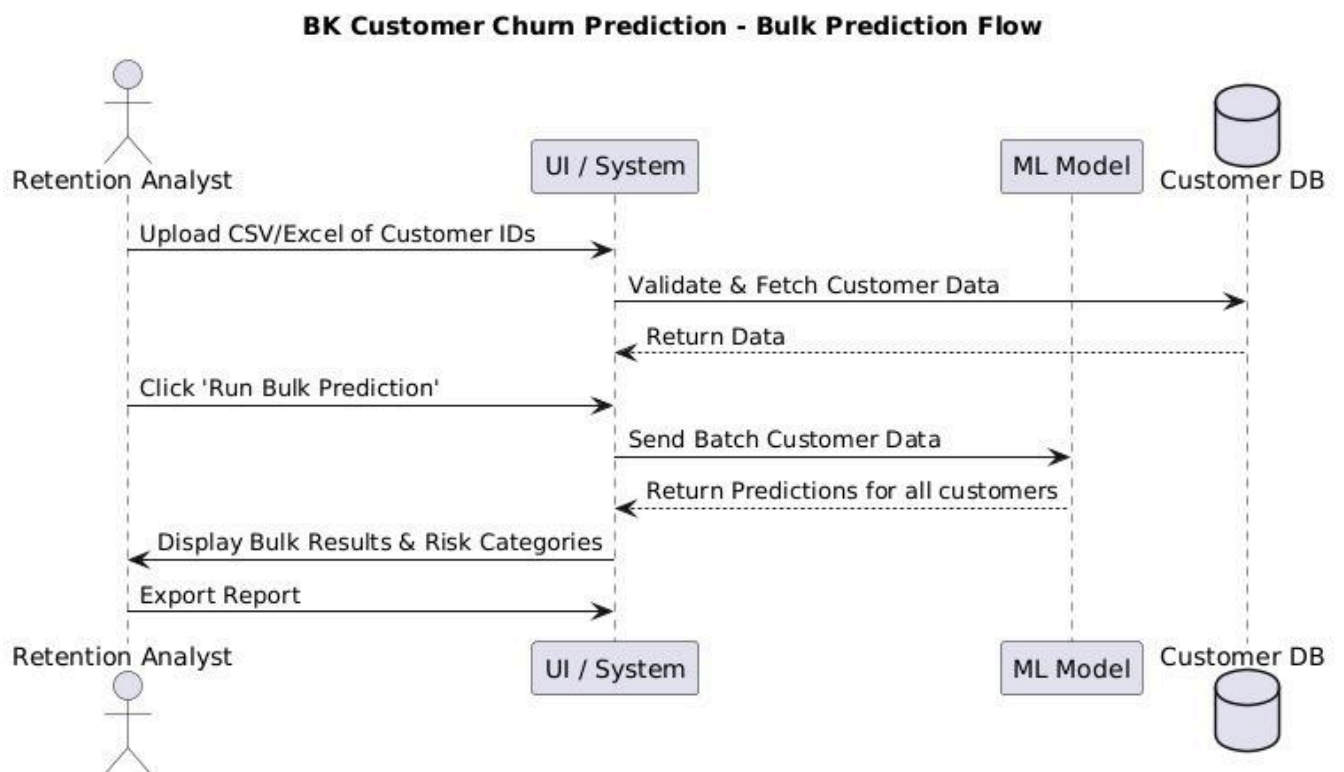 BK Customer Churn Prediction - Bulk Prediction Flow
Retention Analyst
UI / System
ML Model
Customer DB
Upload CSV/Excel of Customer IDs
Validate & Fetch Customer Data
Return Data
Click 'Run Bulk Prediction'
Send Batch Customer Data
Return Predictions for all customers
Display Bulk Results & Risk Categories
Export Report
Retention Analyst
UI / System
ML Model
Customer DB